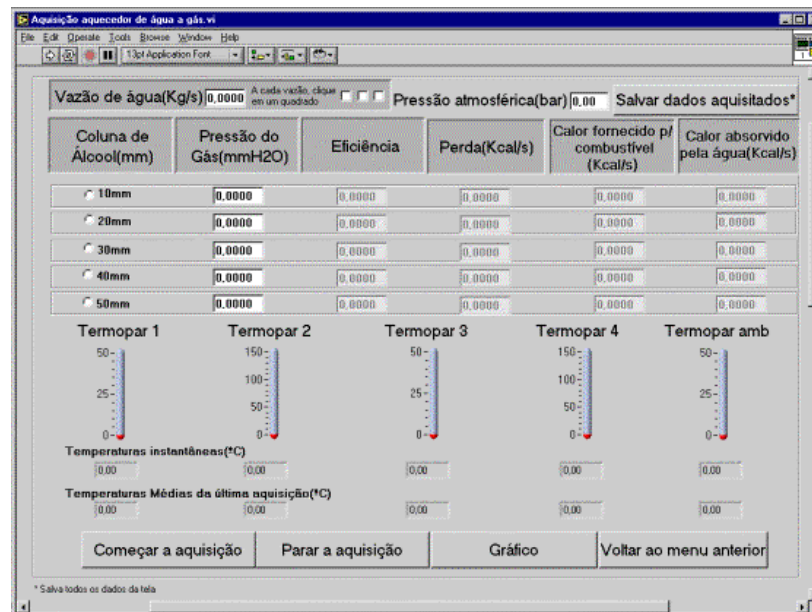 Aquisição aquecedor de água a gás.vi
File Edit Operate Tools Browse Window Help
13pt Application Font
1
Vazão de água(Kg/s) 0,0000 A cada vazão, clique em um quadrado Pressão atmosférica(bar) 0,00 Salvar dados aquisitados*
Coluna de Álcool(mm) Pressão do Gás(mmH2O) Eficiência Perda(Kcal/s) Calor fornecido p/ combustível (Kcal/s) Calor absorvido pela água(Kcal/s)
10mm 0,0000 0,0000 0,0000 0,0000 0,0000
20mm 0,0000 0,0000 0,0000 0,0000 0,0000
30mm 0,0000 0,0000 0,0000 0,0000 0,0000
40mm 0,0000 0,0000 0,0000 0,0000 0,0000
50mm 0,0000 0,0000 0,0000 0,0000 0,0000
Termopar 1 Termopar 2 Termopar 3 Termopar 4 Termopar amb
50 150 50 150 50
100 100
25 25 25
50 50
0 0 0 0 0
Temperaturas instantâneas(°C)
0,00 0,00 0,00 0,00 0,00
Temperaturas Médias da última aquisição(°C)
0,00 0,00 0,00 0,00 0,00
Começar a aquisição Parar a aquisição Gráfico Voltar ao menu anterior
* Salva todos os dados da tela